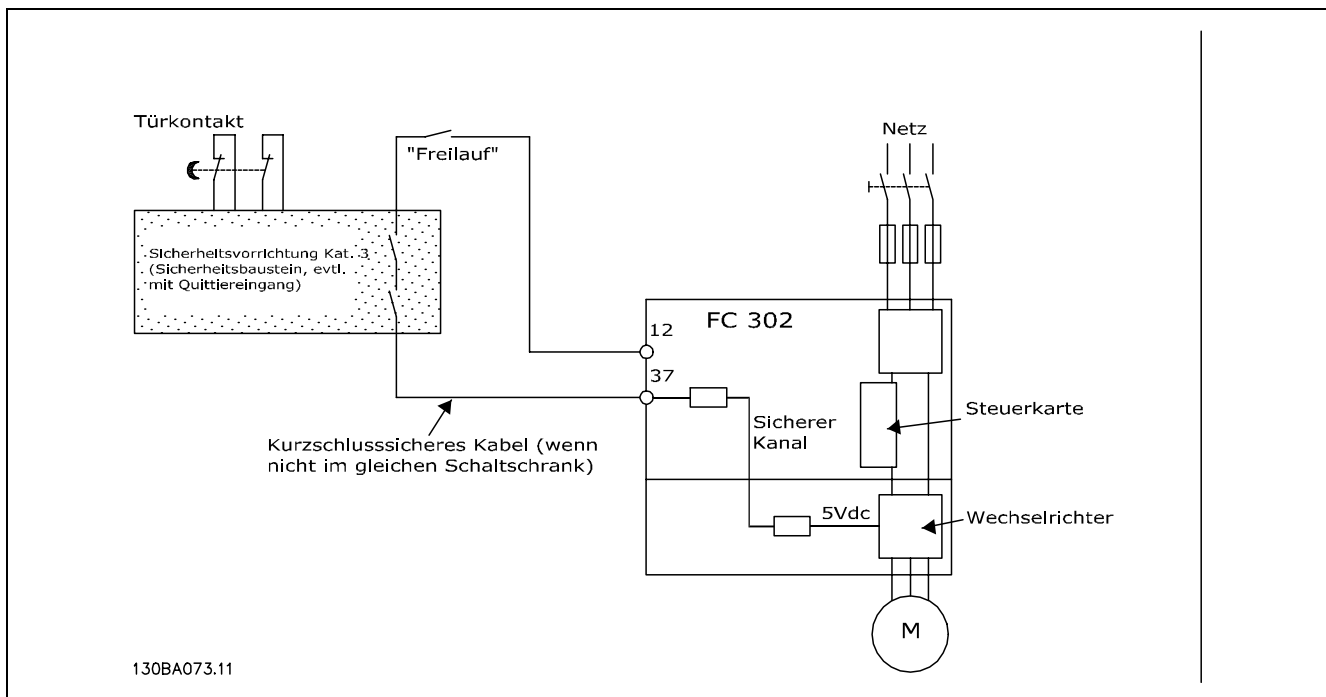 Türkontakt
"Freilauf"
Netz
Sicherheitsvorrichtung Kat. 3
(Sicherheitsbaustein, evtl.
mit Quittiereingang)
FC 302
12
37
Sicherer
Kanal
Steuerkarte
Kurzschlusssicheres Kabel (wenn
nicht im gleichen Schaltschrank)
5Vdc
Wechselrichter
M
130BA073.11